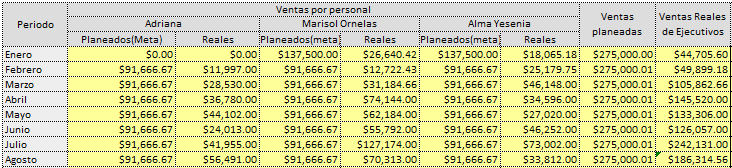 Ventas por personal
Periodo Adriana Marisol Ornelas Alma Yesenia Ventas planeadas Ventas Reales de Ejecutivos
Planeados(Meta) Reales Planeados(meta Reales Planeados(meta) Reales
Enero $0.00 $0.00 $137,500.00 $26,640.42 $137,500.00 $18,065.18 $275,000.00 $44,705.60
Febrero $91,666.67 $11,997.00 $91,666.67 $12,722.43 $91,666.67 $25,179.75 $275,000.01 $49,899.18
Marzo $91,666.67 $28,530.00 $91,666.67 $31,184.66 $91,666.67 $46,148.00 $275,000.01 $105,862.66
Abril $91,666.67 $36,780.00 $91,666.67 $74,144.00 $91,666.67 $34,596.00 $275,000.01 $145,520.00
Mayo $91,666.67 $44,102.00 $91,666.67 $62,184.00 $91,666.67 $27,020.00 $275,000.01 $133,306.00
Junio $91,666.67 $24,013.00 $91,666.67 $55,792.00 $91,666.67 $46,252.00 $275,000.01 $126,057.00
Julio $91,666.67 $41,955.00 $91,666.67 $127,174.00 $91,666.67 $73,002.00 $275,000.01 $242,131.00
Agosto $91,666.67 $56,491.00 $91,666.67 $70,313.00 $91,666.67 $33,812.00 $275,000.01 $186,314.56